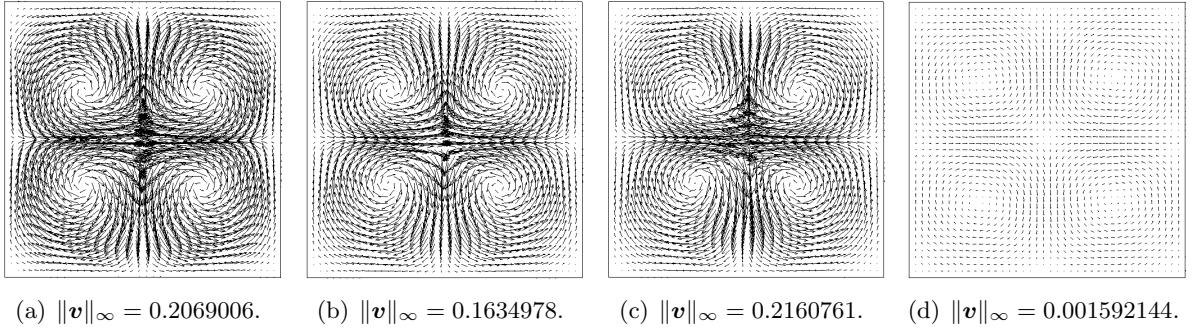 (a) ‖v‖∞ = 0.2069006. (b) ‖v‖∞ = 0.1634978. (c) ‖v‖∞ = 0.2160761. (d) ‖v‖∞ = 0.001592144.